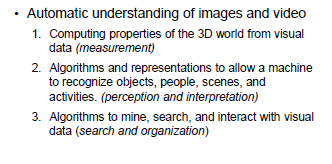 • Automatic understanding of images and video
1. Computing properties of the 3D world from visual
data (measurement)
2. Algorithms and representations to allow a machine
to recognize objects, people, scenes, and
activities. (perception and interpretation)
3. Algorithms to mine, search, and interact with visual
data (search and organization)